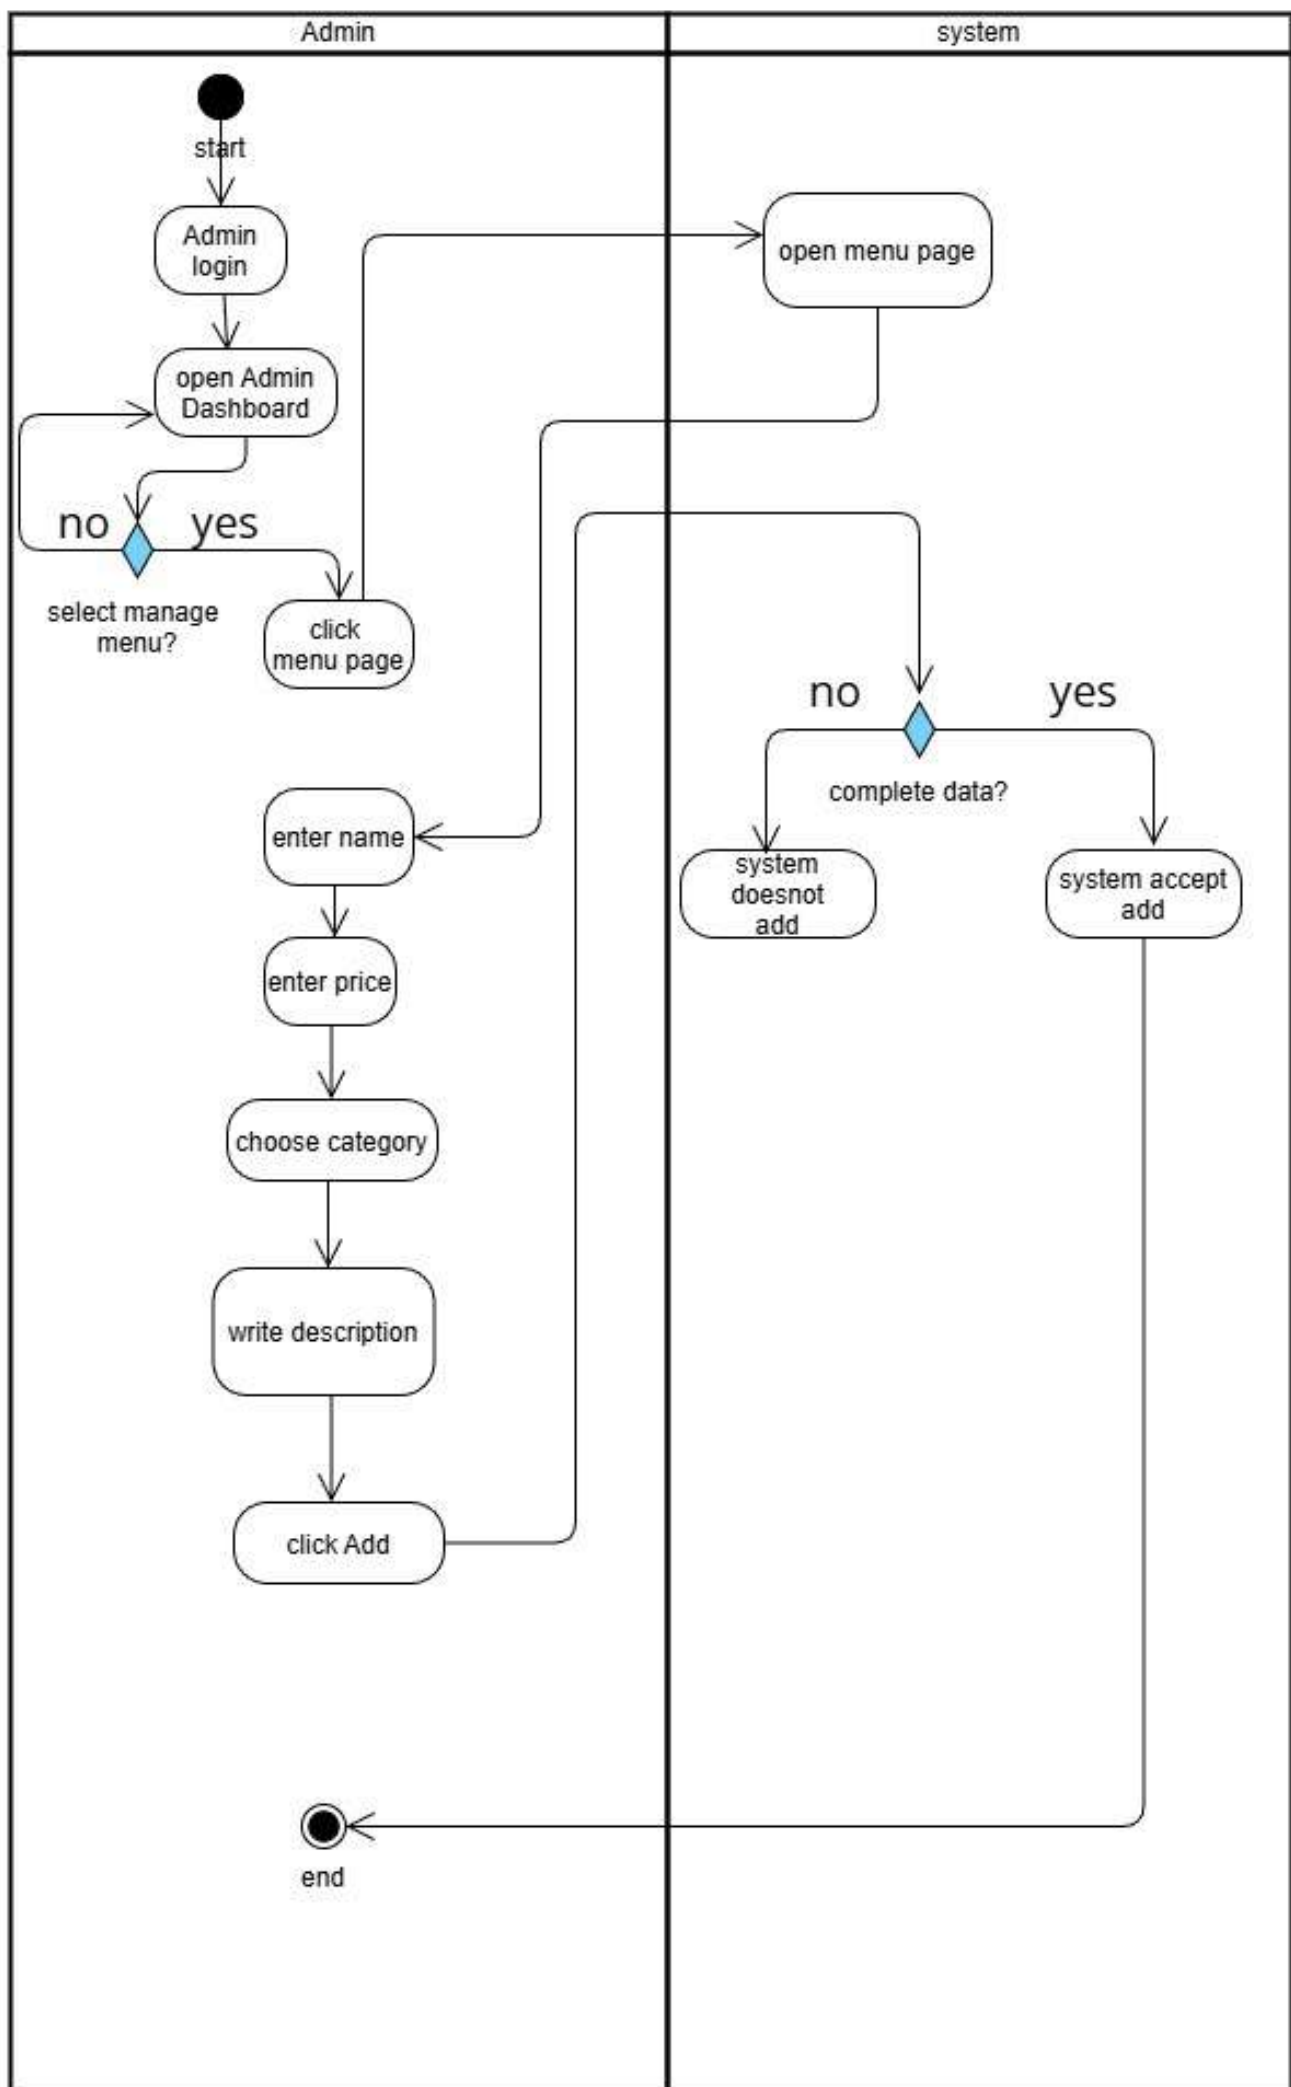 Admin
system
start
Admin
login
open Admin
Dashboard
no
yes
select manage
menu?
click
menu page
open menu page
enter name
enter price
choose category
write description
click Add
no
yes
complete data?
system
doesnot
add
system accept
add
end